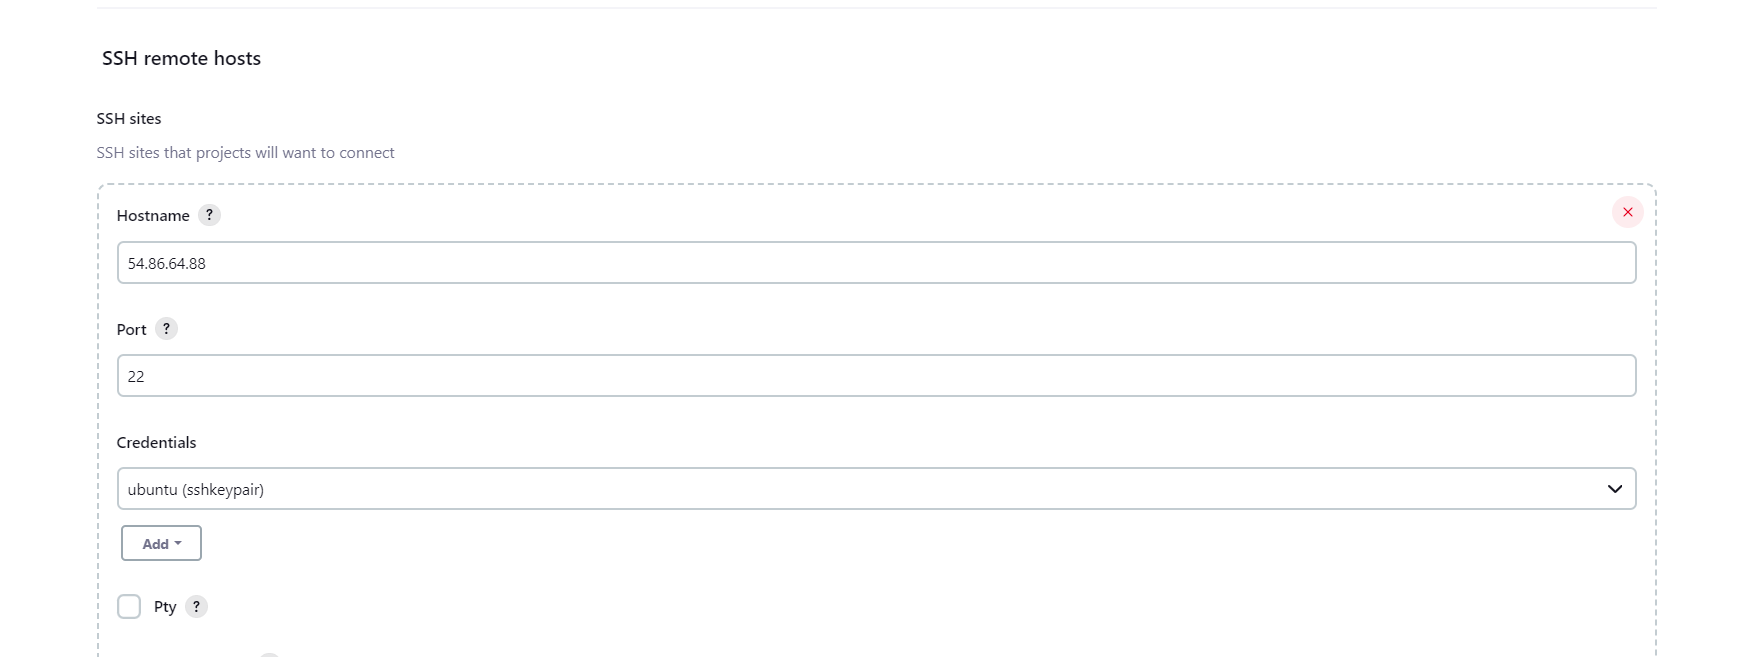 SSH remote hosts
SSH sites
SSH sites that projects will want to connect
Hostname ?
54.86.64.88
Port ?
22
Credentials
ubuntu (sshkeypair)
Add
Pty ?